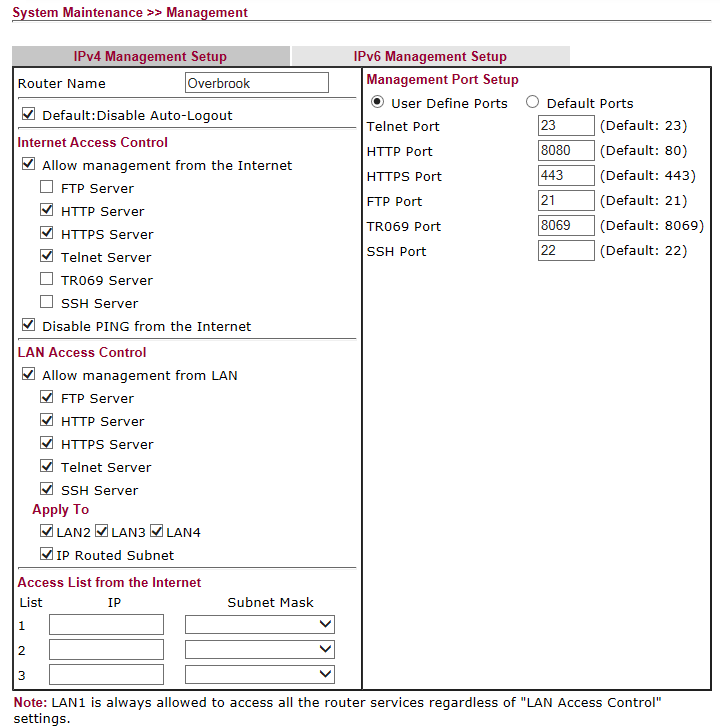 System Maintenance >> Management
IPv4 Management Setup
IPv6 Management Setup
Router Name Overbrook
Default:Disable Auto-Logout
Internet Access Control
Allow management from the Internet
FTP Server
HTTP Server
HTTPS Server
Telnet Server
TR069 Server
SSH Server
Disable PING from the Internet
LAN Access Control
Allow management from LAN
FTP Server
HTTP Server
HTTPS Server
Telnet Server
SSH Server
Apply To
LAN2 LAN3 LAN4
IP Routed Subnet
Access List from the Internet
List IP Subnet Mask
1
2
3
Management Port Setup
User Define Ports Default Ports
Telnet Port 23 (Default: 23)
HTTP Port 8080 (Default: 80)
HTTPS Port 443 (Default: 443)
FTP Port 21 (Default: 21)
TR069 Port 8069 (Default: 8069)
SSH Port 22 (Default: 22)
Note: LAN1 is always allowed to access all the router services regardless of "LAN Access Control"
settings.